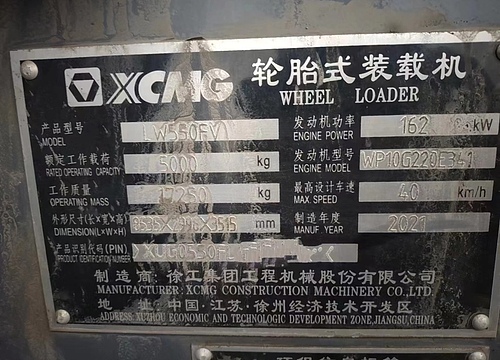 XCMG 轮胎式装载机
WHEEL LOADER
产品型号 LW550FV 发动机功率 162 kW
MODEL ENGINE POWER
额定工作载荷 5000 kg 发动机型号 WP10G220E341
RATED OPERATING CAPACITY ENGINE MODEL
工作质量 17250 kg 最高设计车速 40 km/h
OPERATING MASS MAX. SPEED
外形尺寸(长×宽×高) mm 制造年度 2021
DIMENSION(L×W×H) MANUF YEAR
产品识别代码(PIN)
PRODUCT IDENTIFICATION NUMBER
制造商:徐工集团工程机械股份有限公司
MANUFACTURER: XCMG CONSTRUCTION MACHINERY CO.,LTD.
地 址:中国·江苏·徐州经济技术开发区
ADDRESS: XUZHOU ECONOMIC AND TECHNOLOGIC DEVELOPMENT ZONE,JIANGSU,CHINA